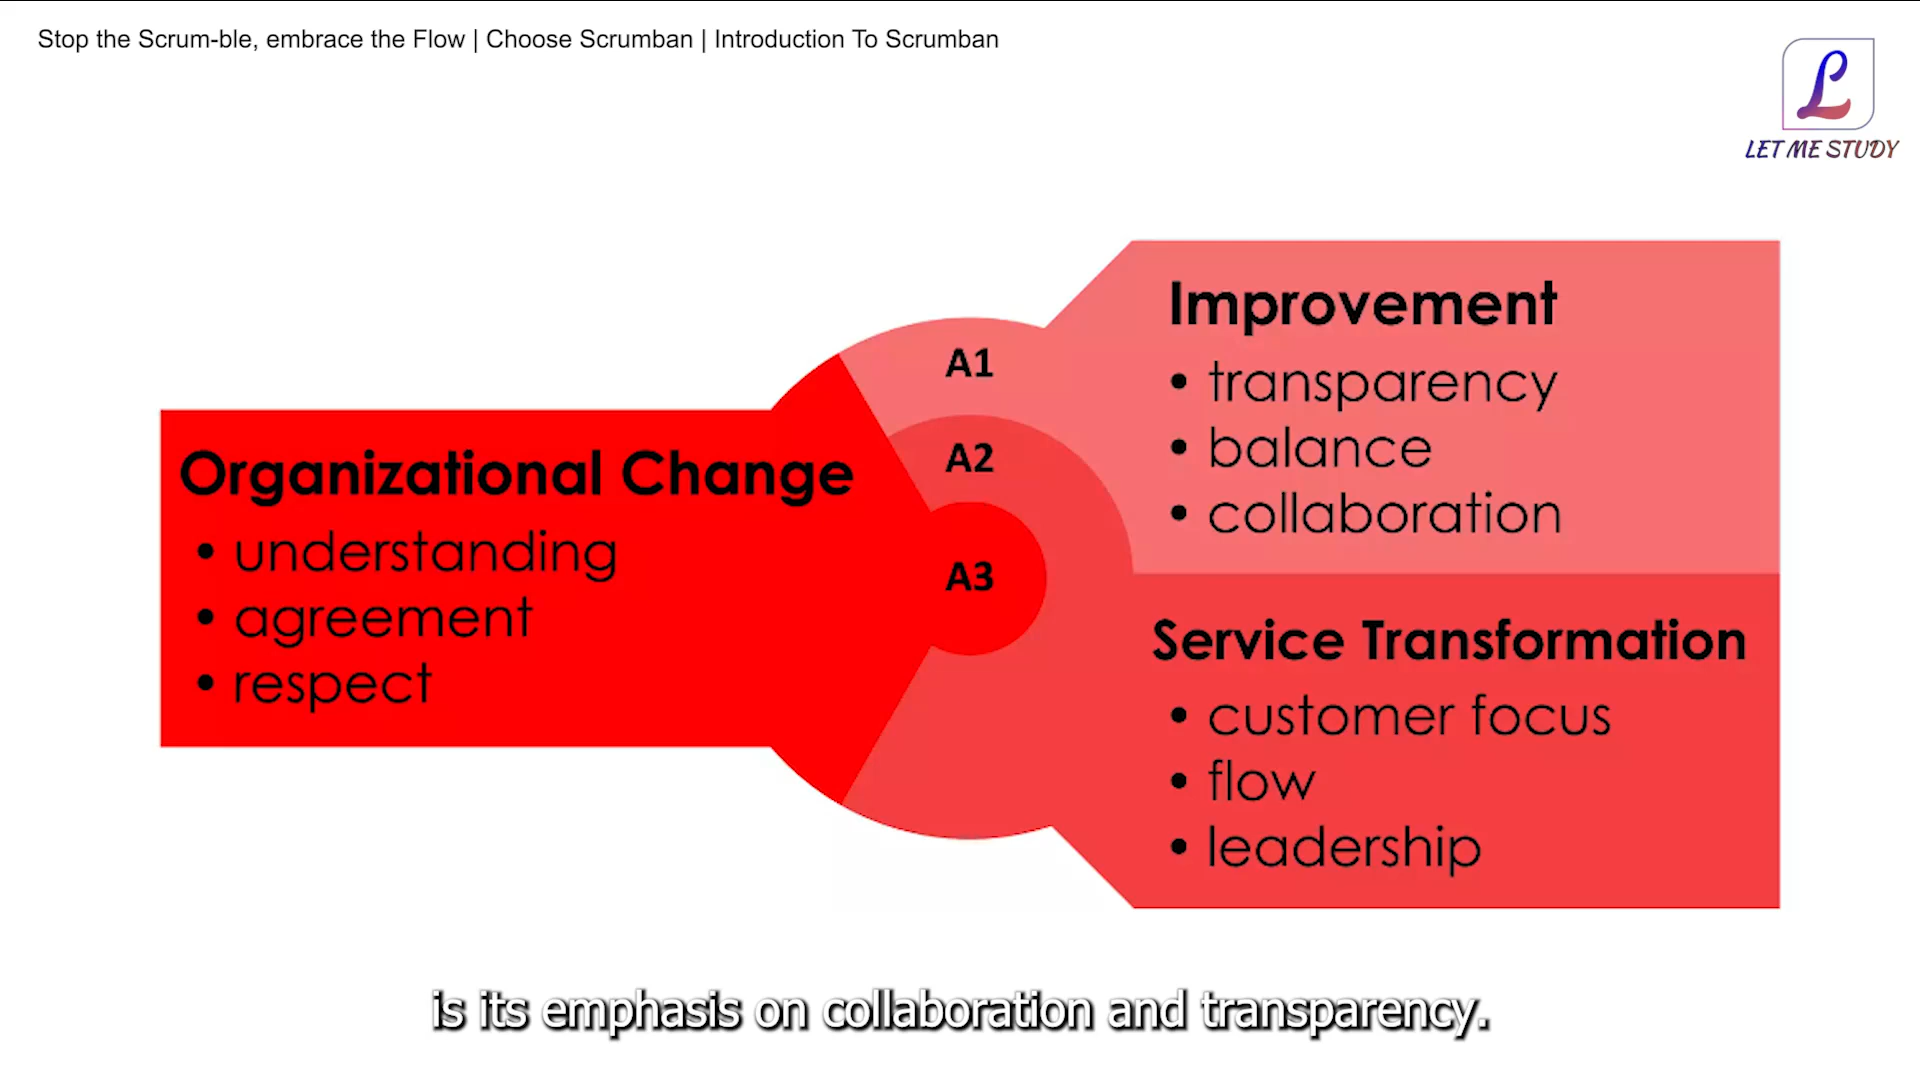 Stop the Scrum-ble, embrace the Flow | Choose Scrumban | Introduction To Scrumban
L
LET ME STUDY
Organizational Change
• understanding
• agreement
• respect
A1
A2
A3
Improvement
• transparency
• balance
• collaboration
Service Transformation
• customer focus
• flow
• leadership
is its emphasis on collaboration and transparency.